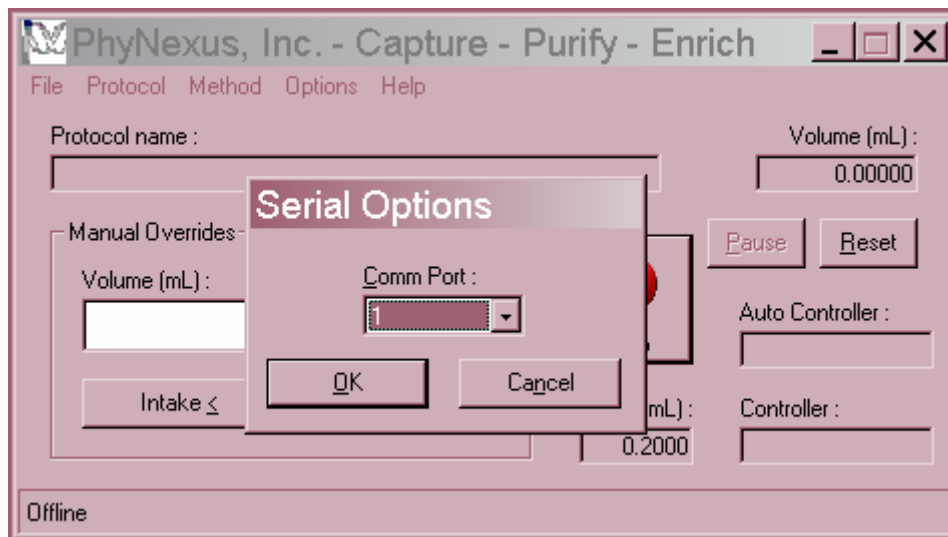 PhyNexus, Inc. - Capture - Purify - Enrich
File Protocol Method Options Help
Protocol name :
Volume (mL) :
0.00000
Serial Options
Manual Overrides
Volume (mL) :
Comm Port :
1
OK
Cancel
Intake <
Pause
Reset
Auto Controller :
mL) :
0.2000
Controller :
Offline